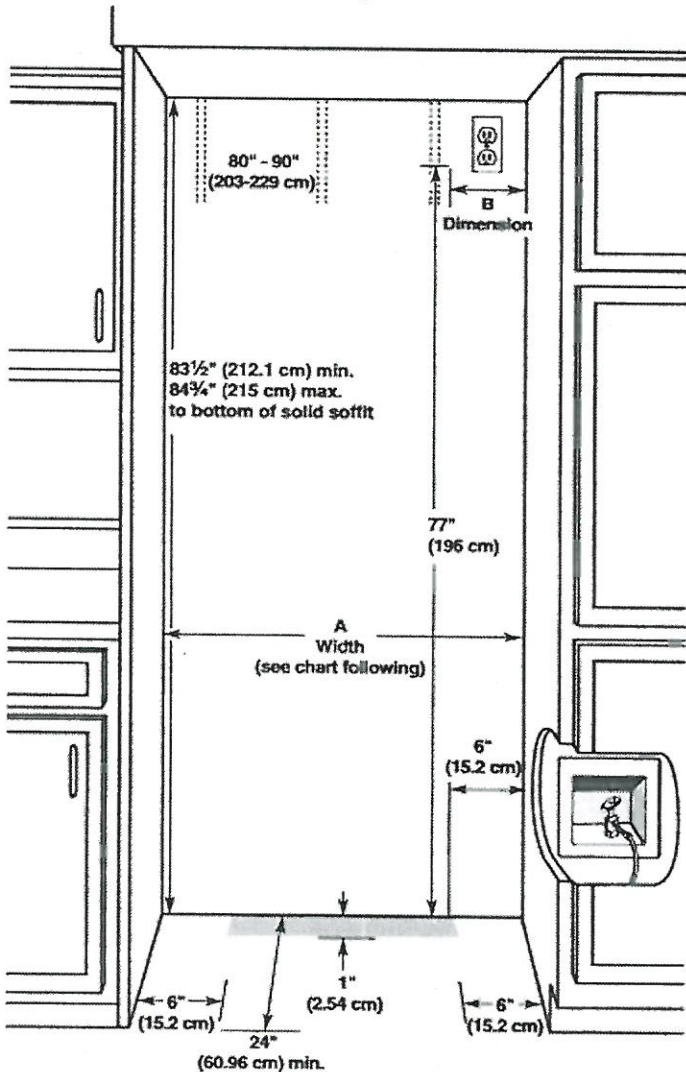 80" - 90"
(203-229 cm)
B
Dimension
83½" (212.1 cm) min.
84¾" (215 cm) max.
to bottom of solid soffit
77"
(196 cm)
A
Width
(see chart following)
6"
(15.2 cm)
1"
(2.54 cm)
6"
(15.2 cm)
6"
(15.2 cm)
24"
(60.96 cm) min.